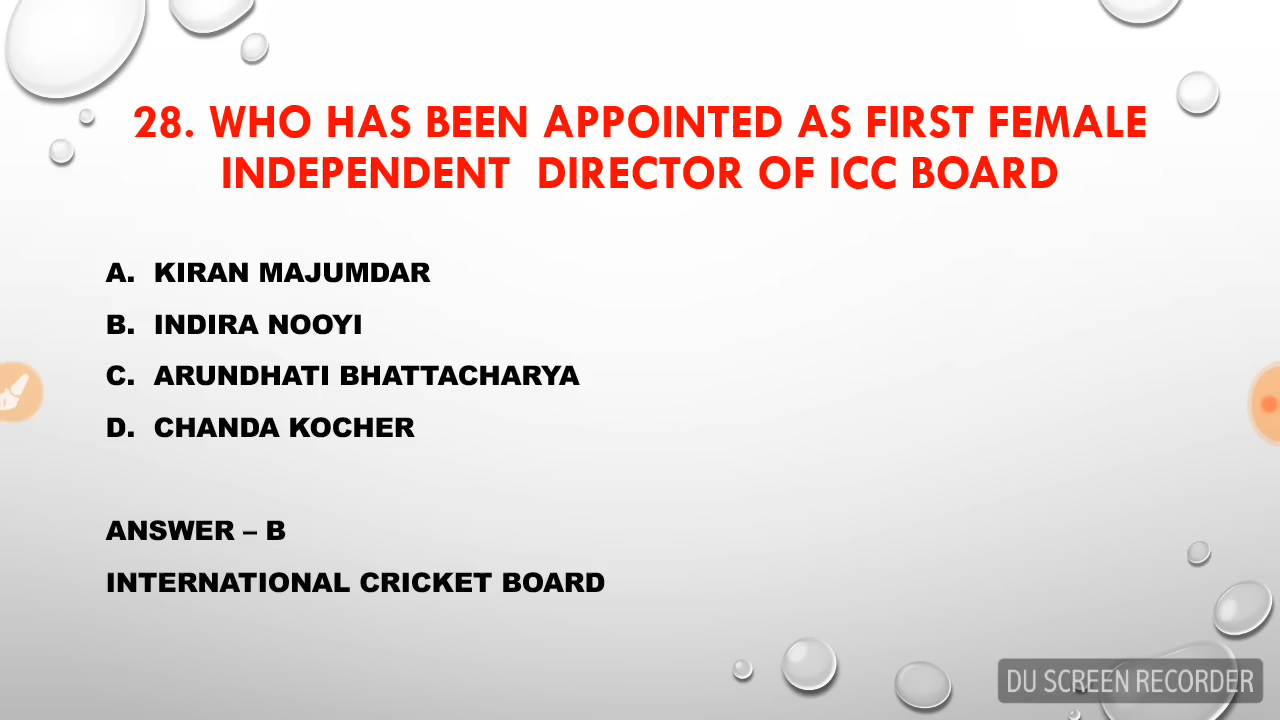 28. WHO HAS BEEN APPOINTED AS FIRST FEMALE
INDEPENDENT DIRECTOR OF ICC BOARD
A. KIRAN MAJUMDAR
B. INDIRA NOOYI
C. ARUNDHATI BHATTACHARYA
D. CHANDA KOCHER
ANSWER – B
INTERNATIONAL CRICKET BOARD
DU SCREEN RECORDER